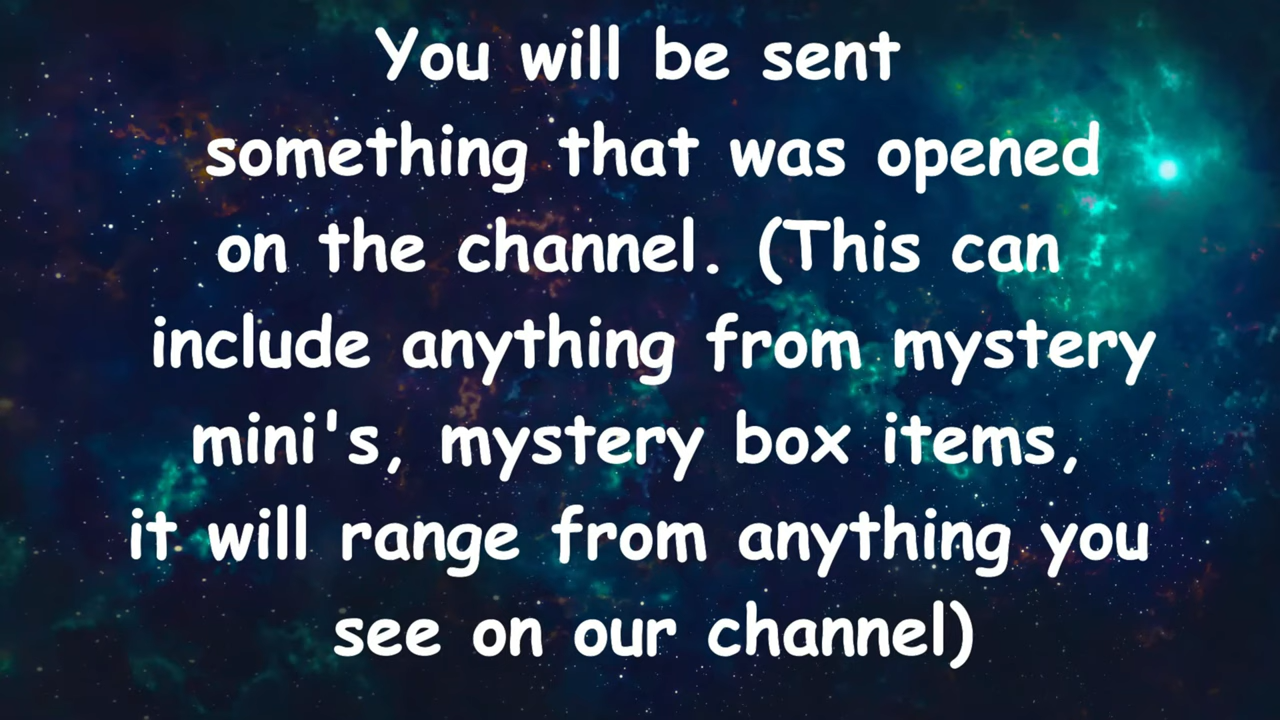 You will be sent
something that was opened
on the channel. (This can
include anything from mystery
mini's, mystery box items,
it will range from anything you
see on our channel)